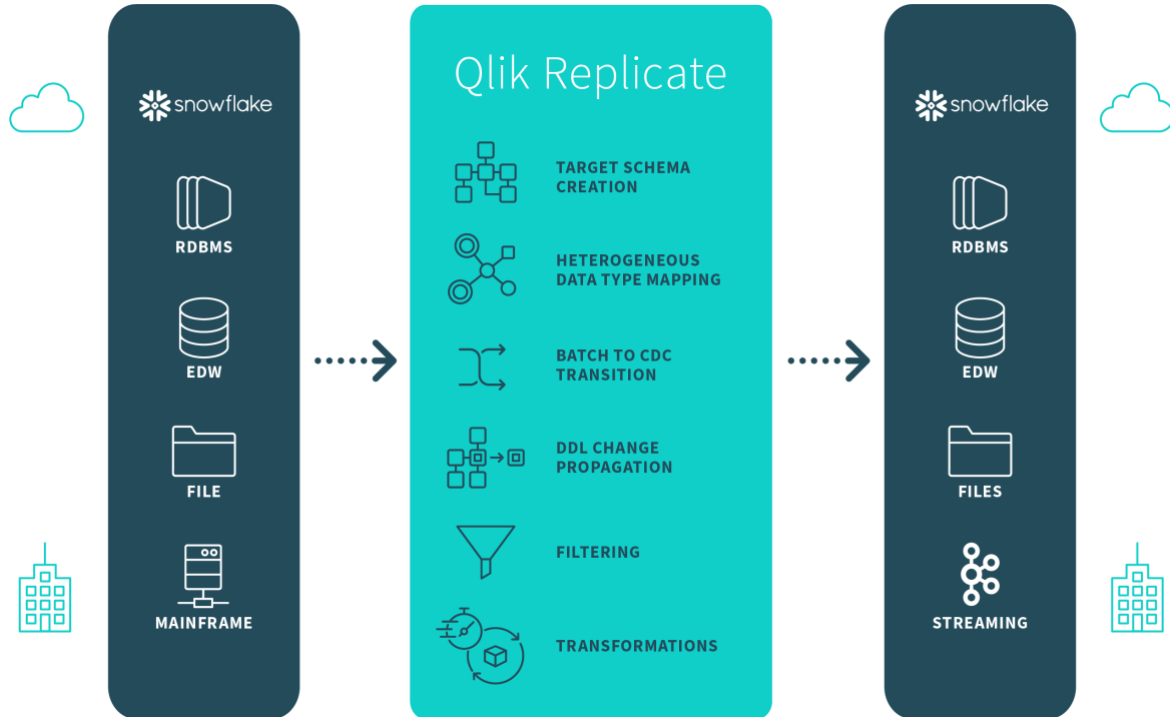 snowflake
RDBMS
EDW
FILE
MAINFRAME
Qlik Replicate
TARGET SCHEMA
CREATION
HETEROGENEOUS
DATA TYPE MAPPING
BATCH TO CDC
TRANSITION
DDL CHANGE
PROPAGATION
FILTERING
TRANSFORMATIONS
snowflake
RDBMS
EDW
FILES
STREAMING